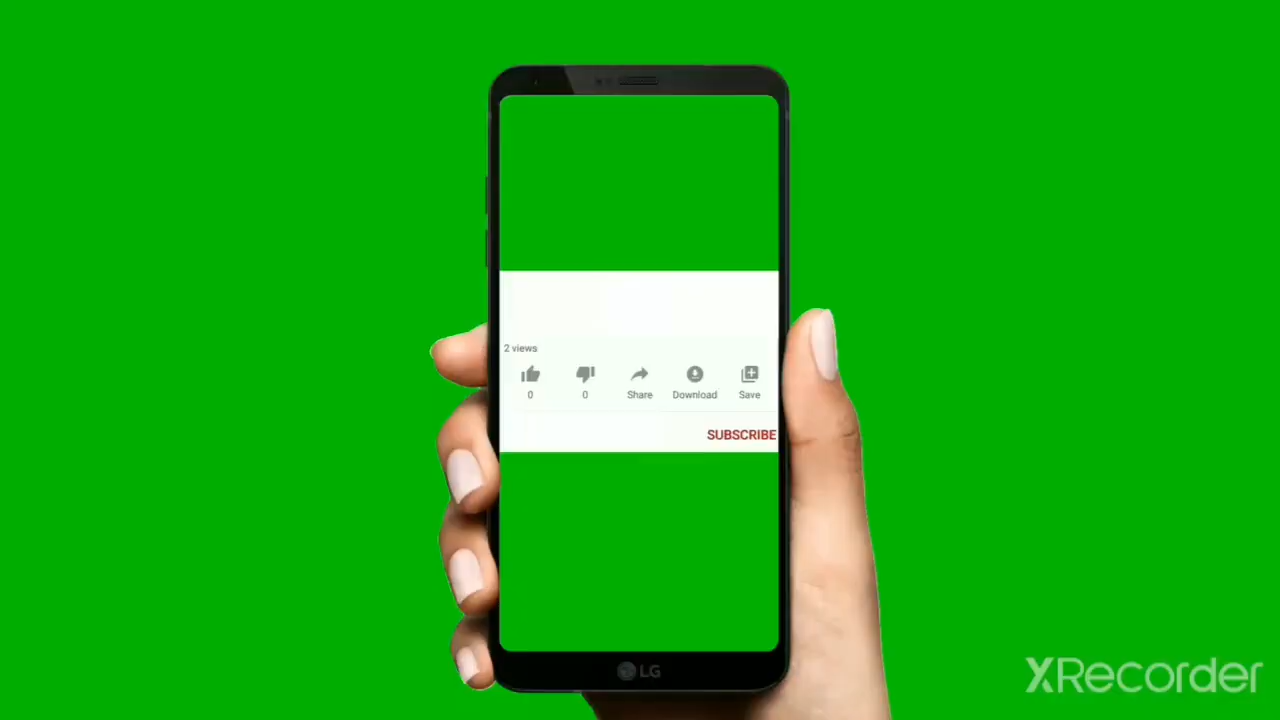 2 views
0 0 Share Download Save
SUBSCRIBE
LG
XRecorder